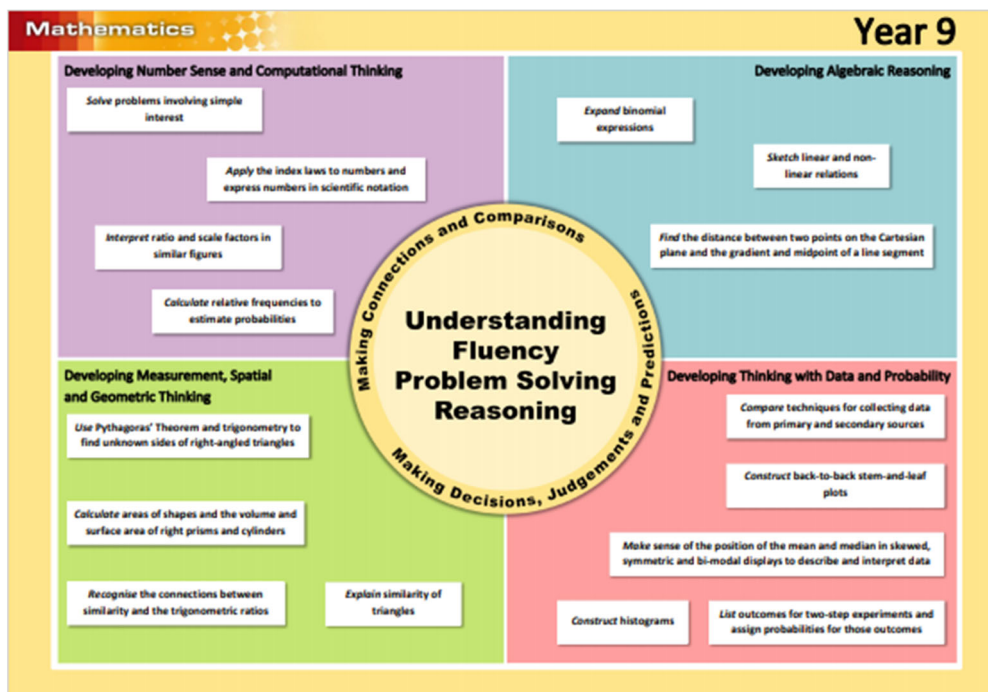 Mathematics
Year 9
Developing Number Sense and Computational Thinking
Solve problems involving simple
interest
Apply the index laws to numbers and
express numbers in scientific notation
Interpret ratio and scale factors in
similar figures
Calculate relative frequencies to
estimate probabilities
Developing Algebraic Reasoning
Expand binomial
expressions
Sketch linear and non-
linear relations
Find the distance between two points on the Cartesian
plane and the gradient and midpoint of a line segment
Making Connections and Comparisons
Understanding
Fluency
Problem Solving
Reasoning
Making Decisions, Judgements and Predictions
Developing Measurement, Spatial
and Geometric Thinking
Use Pythagoras' Theorem and trigonometry to
find unknown sides of right-angled triangles
Calculate areas of shapes and the volume and
surface area of right prisms and cylinders
Recognise the connections between
similarity and the trigonometric ratios
Explain similarity of
triangles
Developing Thinking with Data and Probability
Compare techniques for collecting data
from primary and secondary sources
Construct back-to-back stem-and-leaf
plots
Make sense of the position of the mean and median in skewed,
symmetric and bi-modal displays to describe and interpret data
Construct histograms
List outcomes for two-step experiments and
assign probabilities for those outcomes